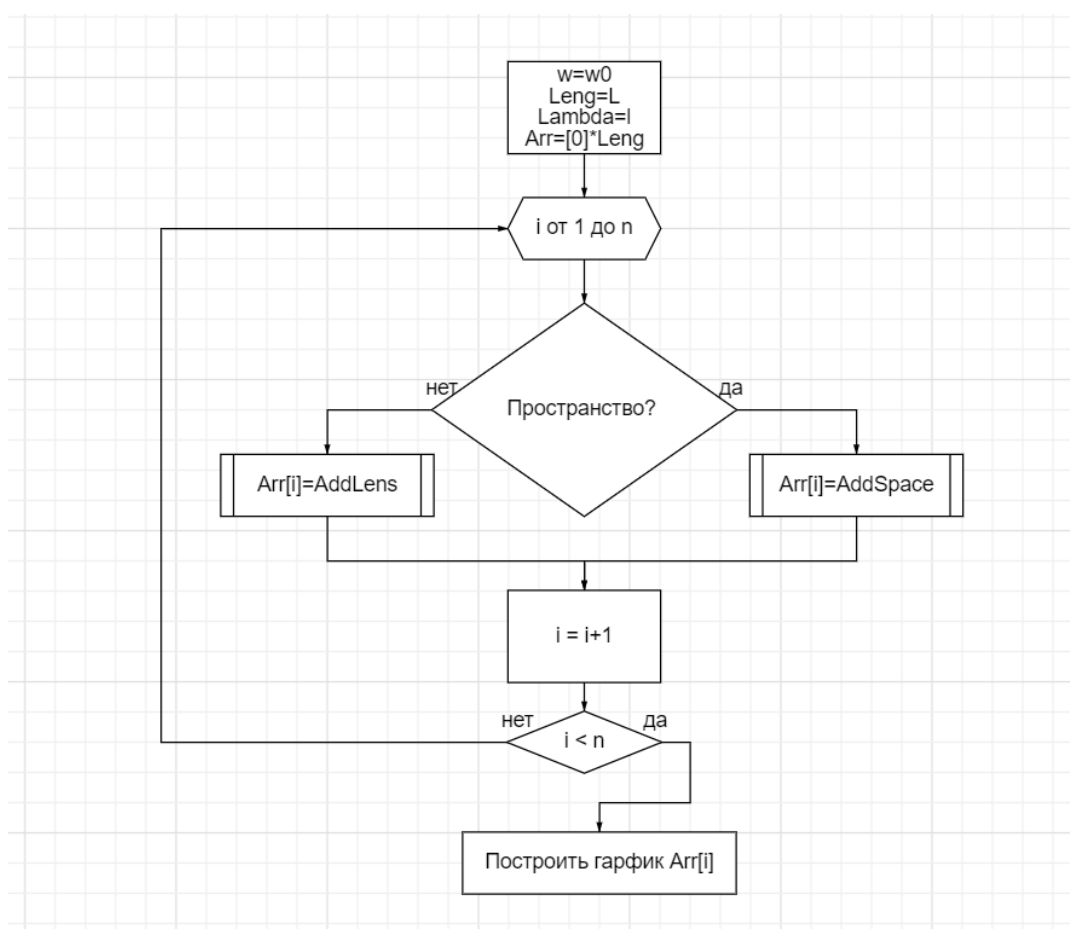 w=w0
Leng=L
Lambda=l
Arr=[0]*Leng
i от 1 до n
нет
да
Пространство?
Arr[i]=AddLens
Arr[i]=AddSpace
i = i+1
нет
да
i < n
Построить гарфик Arr[i]